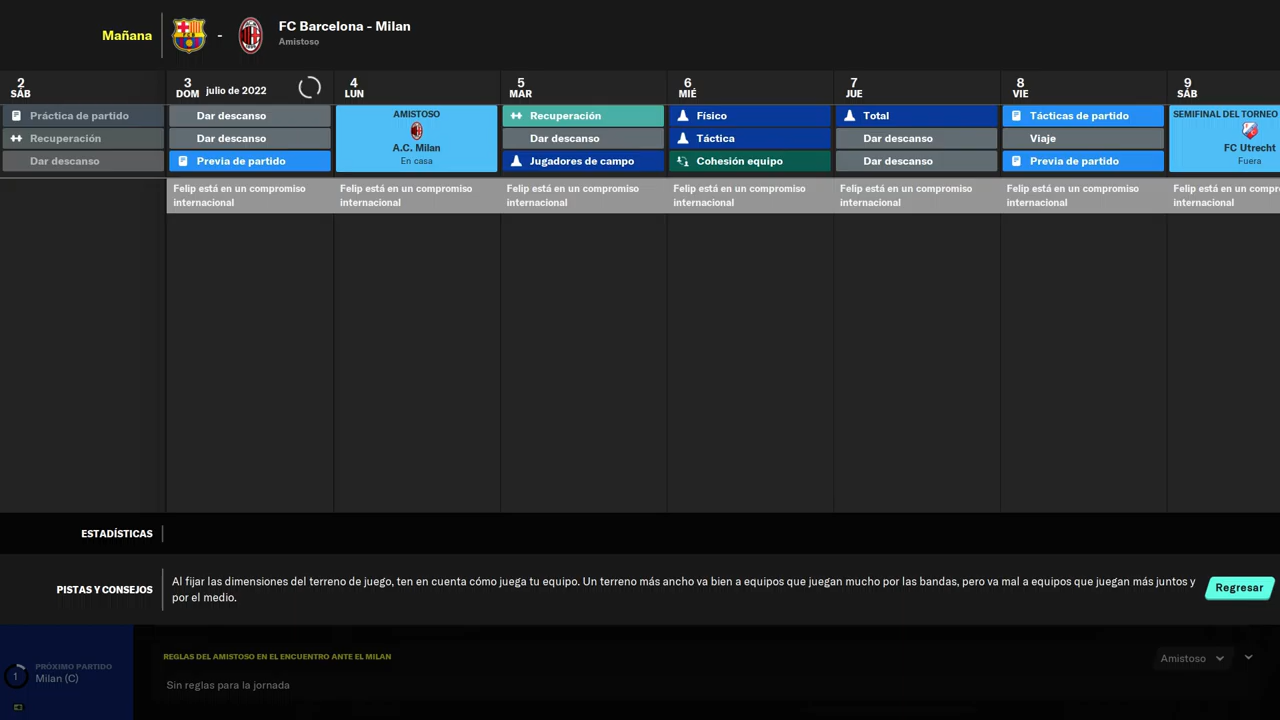 Mañana
-
FC Barcelona - Milan
Amistoso
2
SÁB
3
DOM julio de 2022
4
LUN
5
MAR
6
MIÉ
7
JUE
8
VIE
9
SÁB
Práctica de partido
Recuperación
Dar descanso
Dar descanso
Dar descanso
Previa de partido
AMISTOSO
A.C. Milan
En casa
Recuperación
Dar descanso
Jugadores de campo
Físico
Táctica
Cohesión equipo
Total
Dar descanso
Dar descanso
Tácticas de partido
Viaje
Previa de partido
SEMIFINAL DEL TORNEO
FC Utrecht
Fuera
Felip está en un compromiso
internacional
Felip está en un compromiso
internacional
Felip está en un compromiso
internacional
Felip está en un compromiso
internacional
Felip está en un compromiso
internacional
Felip está en un compromiso
internacional
Felip está en un compro
internacional
ESTADÍSTICAS
PISTAS Y CONSEJOS
Al fijar las dimensiones del terreno de juego, ten en cuenta cómo juega tu equipo. Un terreno más ancho va bien a equipos que juegan mucho por las bandas, pero va mal a equipos que juegan más juntos y
por el medio.
Regresar
1
PRÓXIMO PARTIDO
Milan (C)
REGLAS DEL AMISTOSO EN EL ENCUENTRO ANTE EL MILAN
Amistoso
Sin reglas para la jornada